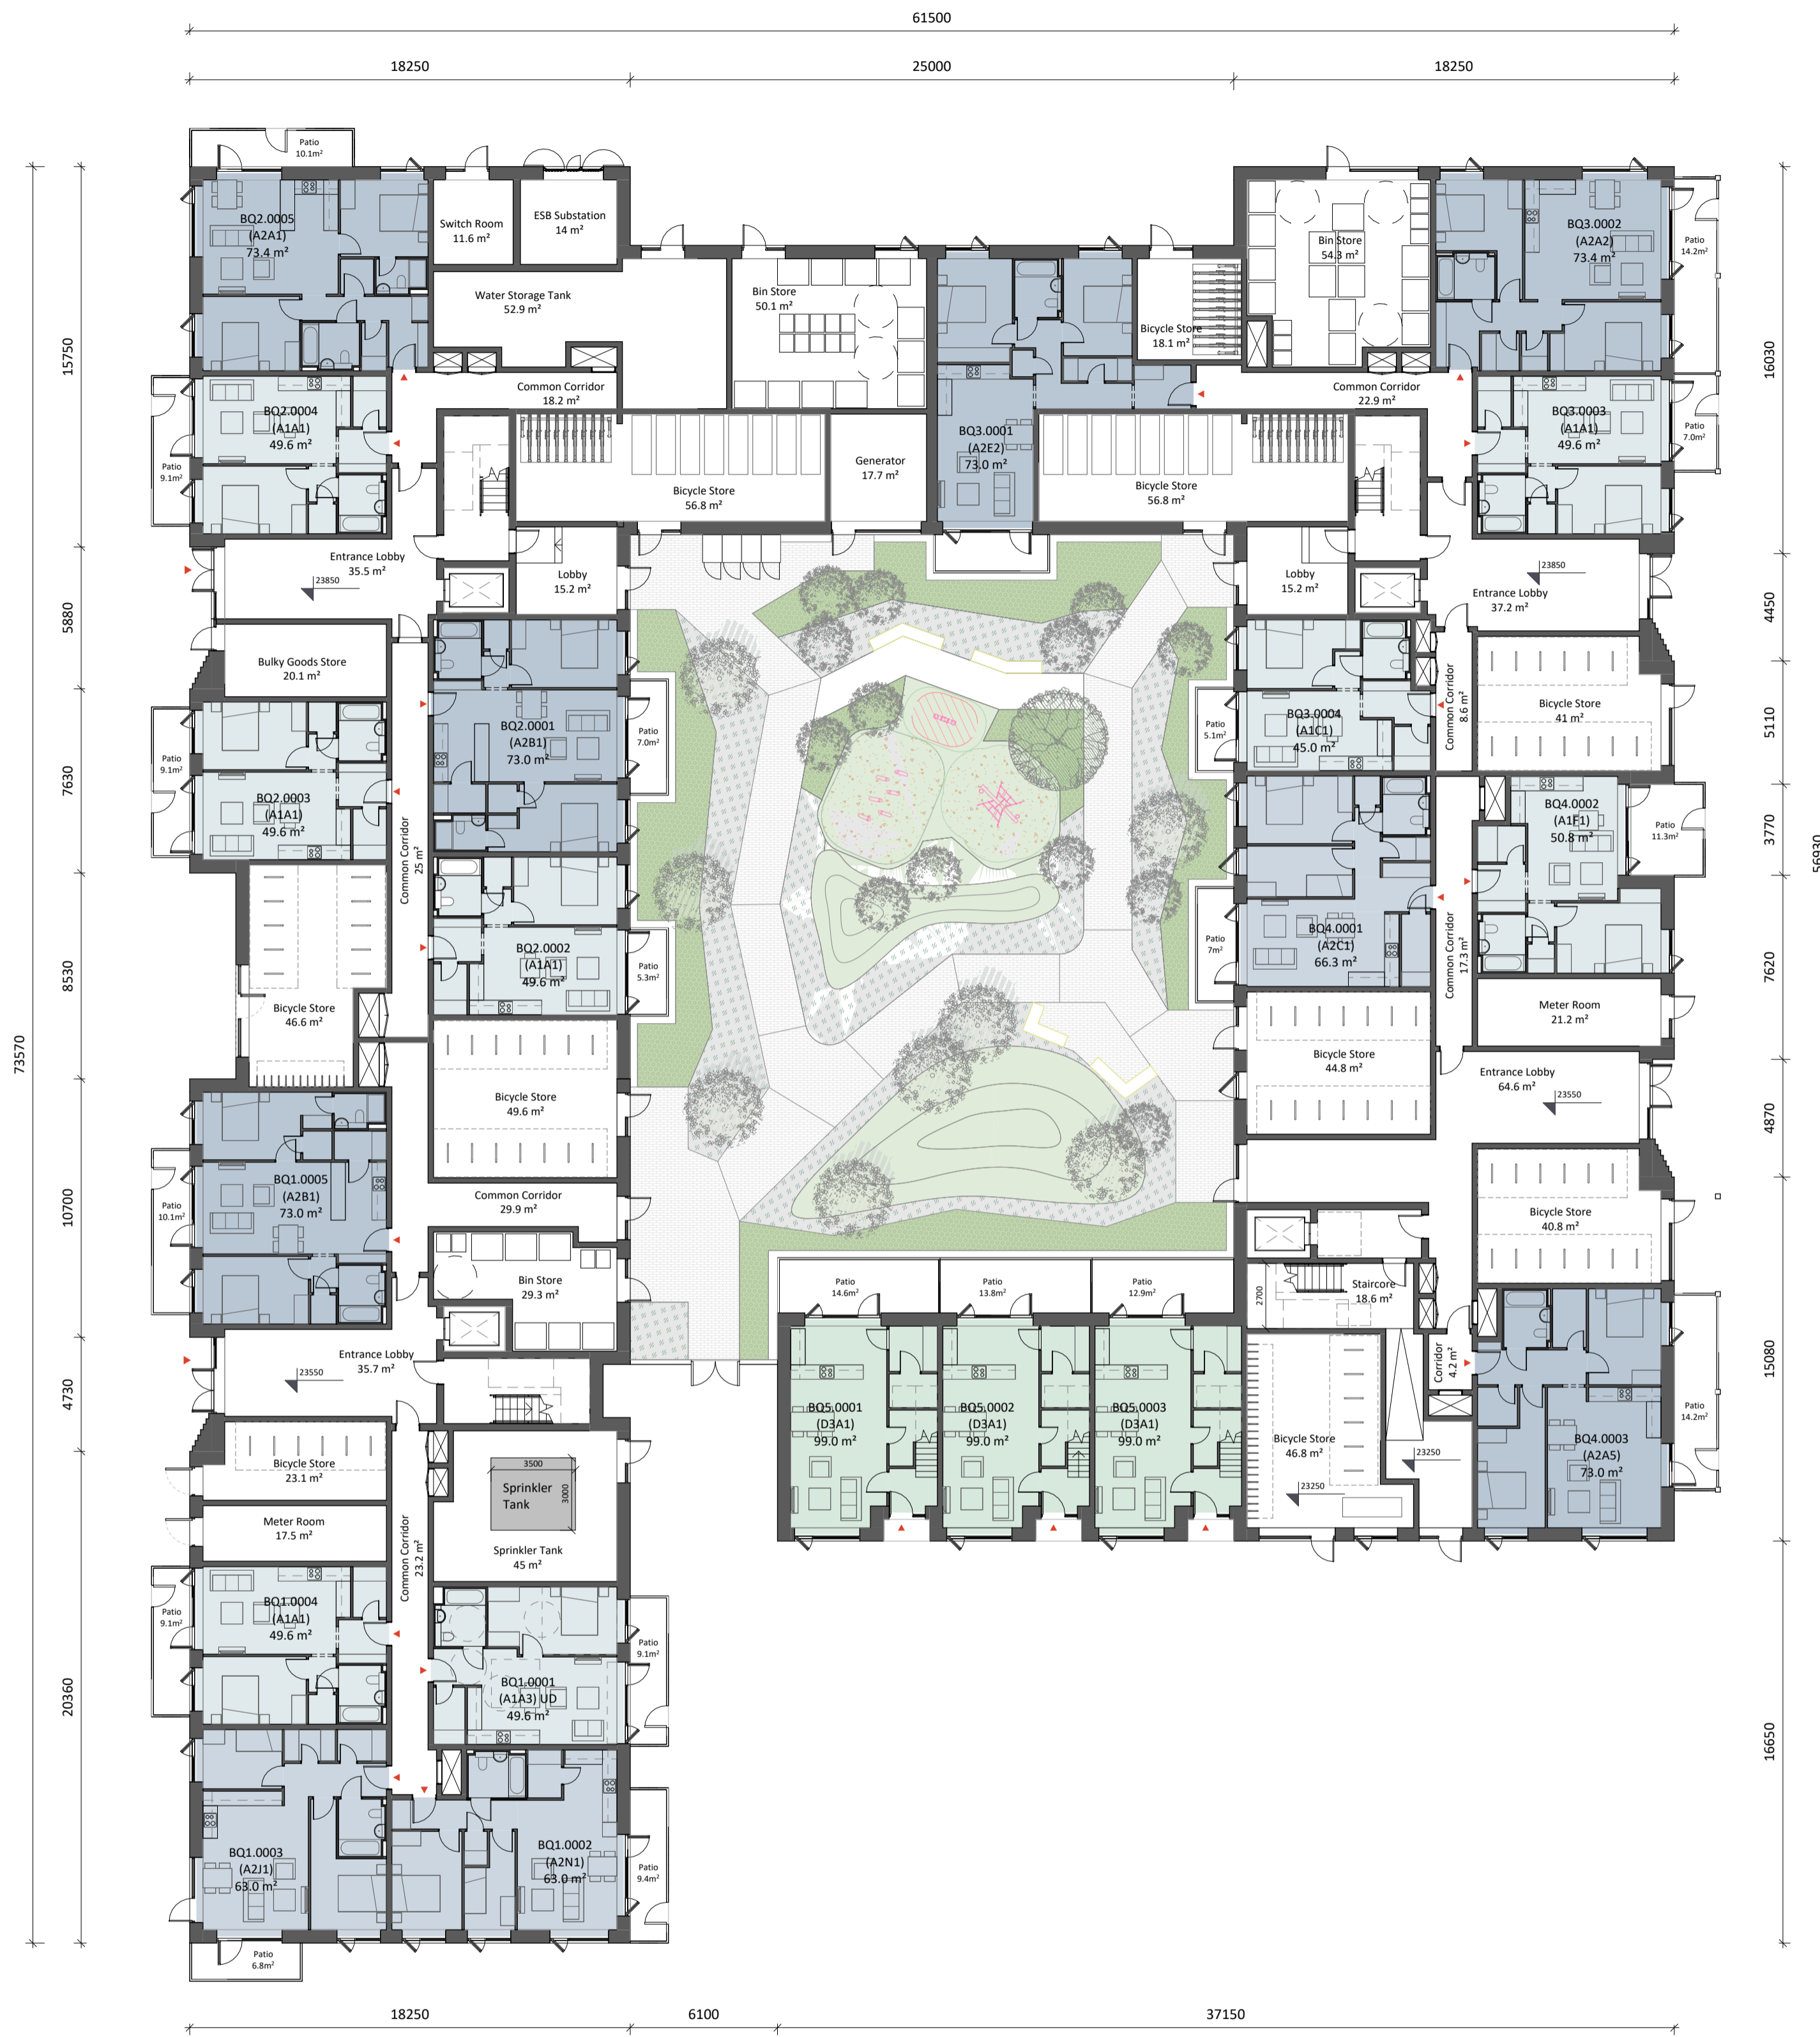 61500
18250
25000
18250
Patio
10.1m²
BQ2.0005
(A2A1)
73.4 m²
Switch Room
11.6 m²
ESB Substation
14 m²
Water Storage Tank
52.9 m²
Bin Store
50.1 m²
Bicycle Store
18.1 m²
Bin Store
54.3 m²
BQ3.0002
(A2A2)
73.4 m²
Patio
14.2m²
15750
16030
Common Corridor
18.2 m²
Common Corridor
22.9 m²
BQ2.0004
(A1A1)
49.6 m²
Patio
9.1m²
Bicycle Store
56.8 m²
Generator
17.7 m²
BQ3.0001
(A2E2)
73.0 m²
Bicycle Store
56.8 m²
BQ3.0003
(A1A1)
49.6 m²
Patio
7.0m²
Entrance Lobby
35.5 m²
23850
Lobby
15.2 m²
Lobby
15.2 m²
23850
Entrance Lobby
37.2 m²
5880
4450
Bulky Goods Store
20.1 m²
BQ2.0001
(A2B1)
73.0 m²
Patio
7.0m²
Patio
5.1m²
BQ3.0004
(A1C1)
45.0 m²
Common Corridor
8.6 m²
Bicycle Store
41 m²
5110
Patio
9.1m²
BQ2.0003
(A1A1)
49.6 m²
7630
Common Corridor
25 m²
BQ4.0002
(A1F1)
50.8 m²
Patio
11.3m²
3770
56930
BQ2.0002
(A1A1)
49.6 m²
Patio
5.3m²
Patio
7m²
BQ4.0001
(A2C1)
66.3 m²
Common Corridor
17.3 m²
7620
8530
Bicycle Store
46.6 m²
Meter Room
21.2 m²
73570
Bicycle Store
44.8 m²
Entrance Lobby
64.6 m²
23550
Bicycle Store
49.6 m²
4870
BQ1.0005
(A2B1)
73.0 m²
Patio
10.1m²
10700
Common Corridor
29.9 m²
Bicycle Store
40.8 m²
Bin Store
29.3 m²
Patio
14.6m²
Patio
13.8m²
Patio
12.9m²
2700
Staircore
18.6 m²
Entrance Lobby
35.7 m²
23550
Corridor
4.2 m²
4730
15080
BQ5.0001
(D3A1)
99.0 m²
BQ5.0002
(D3A1)
99.0 m²
BQ5.0003
(D3A1)
99.0 m²
Bicycle Store
46.8 m²
23250
23250
BQ4.0003
(A2A5)
73.0 m²
Patio
14.2m²
Bicycle Store
23.1 m²
3500
Sprinkler
Tank
3000
Meter Room
17.5 m²
Sprinkler Tank
45 m²
Common Corridor
23.2 m²
BQ1.0004
(A1A1)
49.6 m²
Patio
9.1m²
BQ1.0001
(A1A3) UD
49.6 m²
Patio
9.1m²
20360
16650
BQ1.0003
(A2J1)
63.0 m²
BQ1.0002
(A2N1)
63.0 m²
Patio
9.4m²
Patio
6.8m²
18250
6100
37150